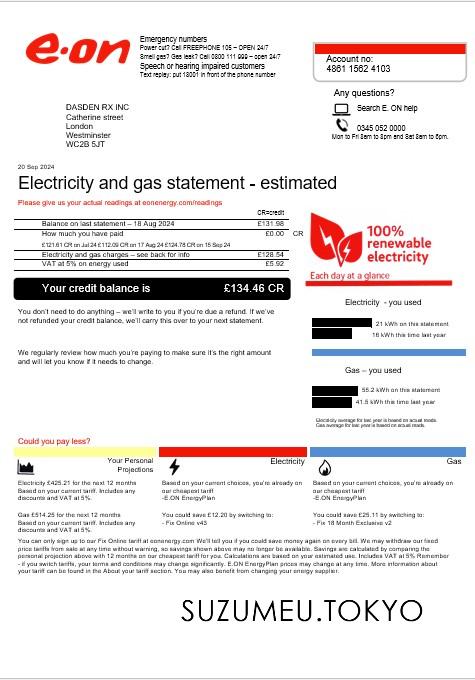 e·on
Emergency numbers
Power cut? Call FREEPHONE 105 – OPEN 24/7
Smell gas? Gas leak? Call 0800 111 999 – open 24/7
Speech or hearing impaired customers
Text replay: put 18001 in front of the phone number
Account no:
4861 1562 4103
Any questions?
Search E. ON help
0345 052 0000
Mon to Fri 8am to 8pm and Sat 8am to 6pm.
DASDEN RX INC
Catherine street
London
Westminster
WC2B 5JT
20 Sep 2024
Electricity and gas statement - estimated
Please give us your actual readings at eonenergy.com/readings
CR=credit
Balance on last statement – 18 Aug 2024 £131.98
How much you have paid £0.00 CR
£121.61 CR on Jul 24 £112.09 CR on 17 Aug 24 £124.78 CR on 15 Sep 24
Electricity and gas charges – see back for info £128.54
VAT at 5% on energy used £5.92
Your credit balance is £134.46 CR
You don't need to do anything – we'll write to you if you're due a refund. If we've
not refunded your credit balance, we'll carry this over to your next statement.
We regularly review how much you're paying to make sure it's the right amount
and will let you know if it needs to change.
100%
renewable
electricity
Each day at a glance
Electricity - you used
21 kWh on this statement
16 kWh this time last year
Gas – you used
55.2 kWh on this statement
41.5 kWh this time last year
Electricity average for last year is based on actual reads.
Gas average for last year is based on actual reads.
Could you pay less?
Your Personal
Projections
Electricity £425.21 for the next 12 months
Based on your current tariff. Includes any
discounts and VAT at 5%.
Gas £514.25 for the next 12 months
Based on your current tariff. Includes any
discounts and VAT at 5%.
Electricity
Based on your current choices, you're already on
our cheapest tariff
-E.ON EnergyPlan
You could save £12.20 by switching to:
- Fix Online v43
Gas
Based on your current choices, you're already on
our cheapest tariff
-E.ON EnergyPlan
You could save £25.11 by switching to:
- Fix 18 Month Exclusive v2
You can only sign up to our Fix Online tariff at eonenergy.com We'll tell you if you could save money again on every bill. We may withdraw our feed
price tariffs from sale at any time without warning, so savings shown above may no longer be available. Savings are calculated by comparing the
personal projection above with 12 months on our cheapest tariff for you. Calculations are based on your estimated use. Includes VAT at 5% Remember
- if you switch tariffs, your terms and conditions may change significantly. E.ON EnergyPlan prices may change at any time. More information about
your tariff can be found in the About your tariff section. You may also benefit from changing your energy supplier.
SUZUMEU.TOKYO